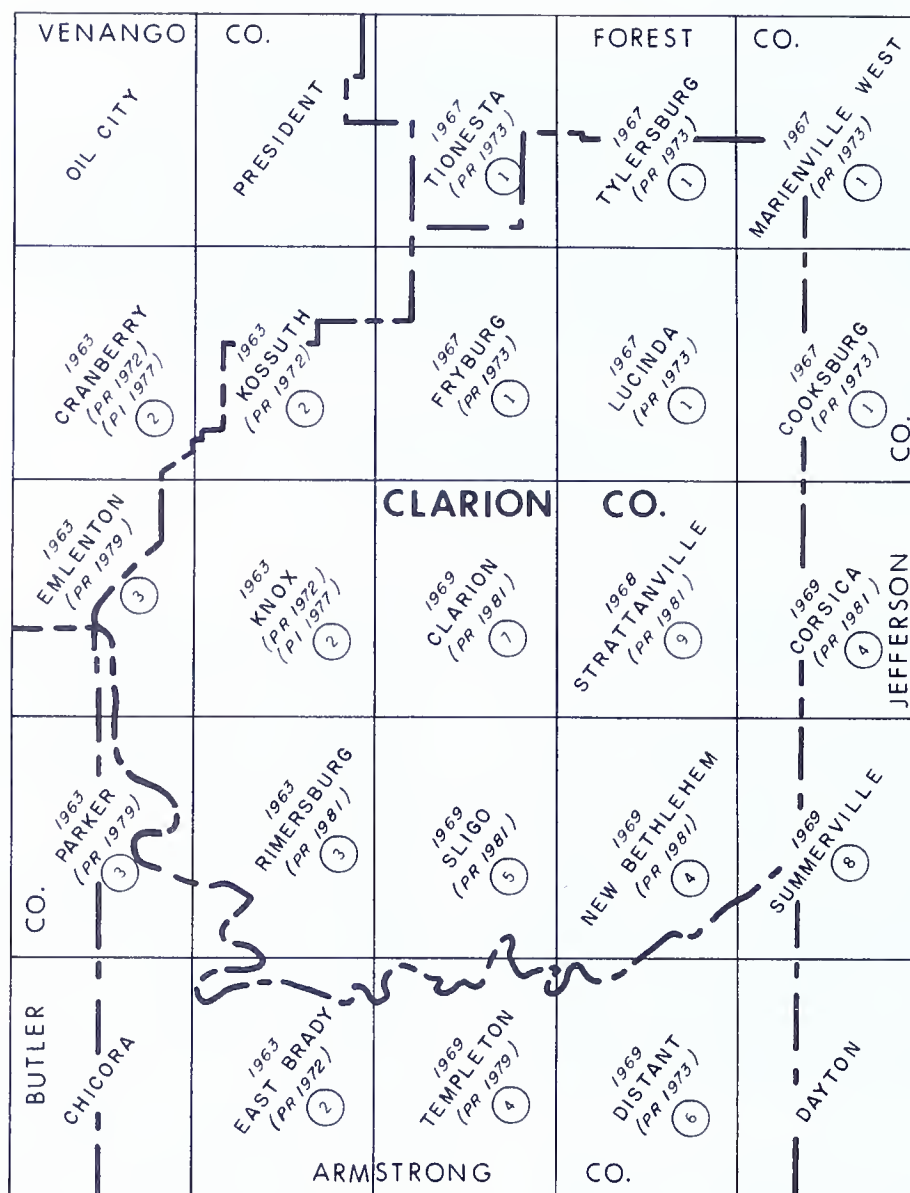 VENANGO CO.
FOREST CO.
OIL CITY
PRESIDENT
1967
TIONESTA
(PR 1973)
1
1967
TYLERSBURG
(PR 1973)
1
1967
MARIENVILLE WEST
(PR 1973)
1
1963
CRANBERRY
(PR 1972)
(PI 1977)
2
1963
KOSSUTH
(PR 1972)
2
1967
FRYBURG
(PR 1973)
1
1967
LUCINDA
(PR 1973)
1
1967
COOKSBURG
(PR 1973)
1
CLARION CO.
1963
EMLENTON
(PR 1979)
3
1963
KNOX
(PR 1972)
(PI 1977)
2
1969
CLARION
(PR 1981)
7
1968
STRATTANVILLE
(PR 1981)
9
1969
CORSICA
(PR 1981)
4
JEFFERSON CO.
1963
PARKER
(PR 1979)
3
1963
RIMERSBURG
(PR 1981)
3
1969
SLIGO
(PR 1981)
5
1969
NEW BETHLEHEM
(PR 1981)
4
1969
SUMMERVILLE
8
BUTLER CO.
CHICORA
1963
EAST BRADY
(PR 1972)
2
1969
TEMPLETON
(PR 1979)
4
1969
DISTANT
(PR 1973)
6
DAYTON
ARMSTRONG CO.